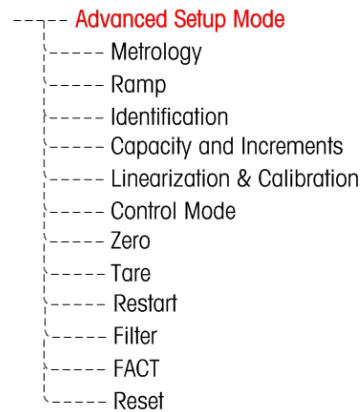 Advanced Setup Mode
Metrology
Ramp
Identification
Capacity and Increments
Linearization & Calibration
Control Mode
Zero
Tare
Restart
Filter
FACT
Reset